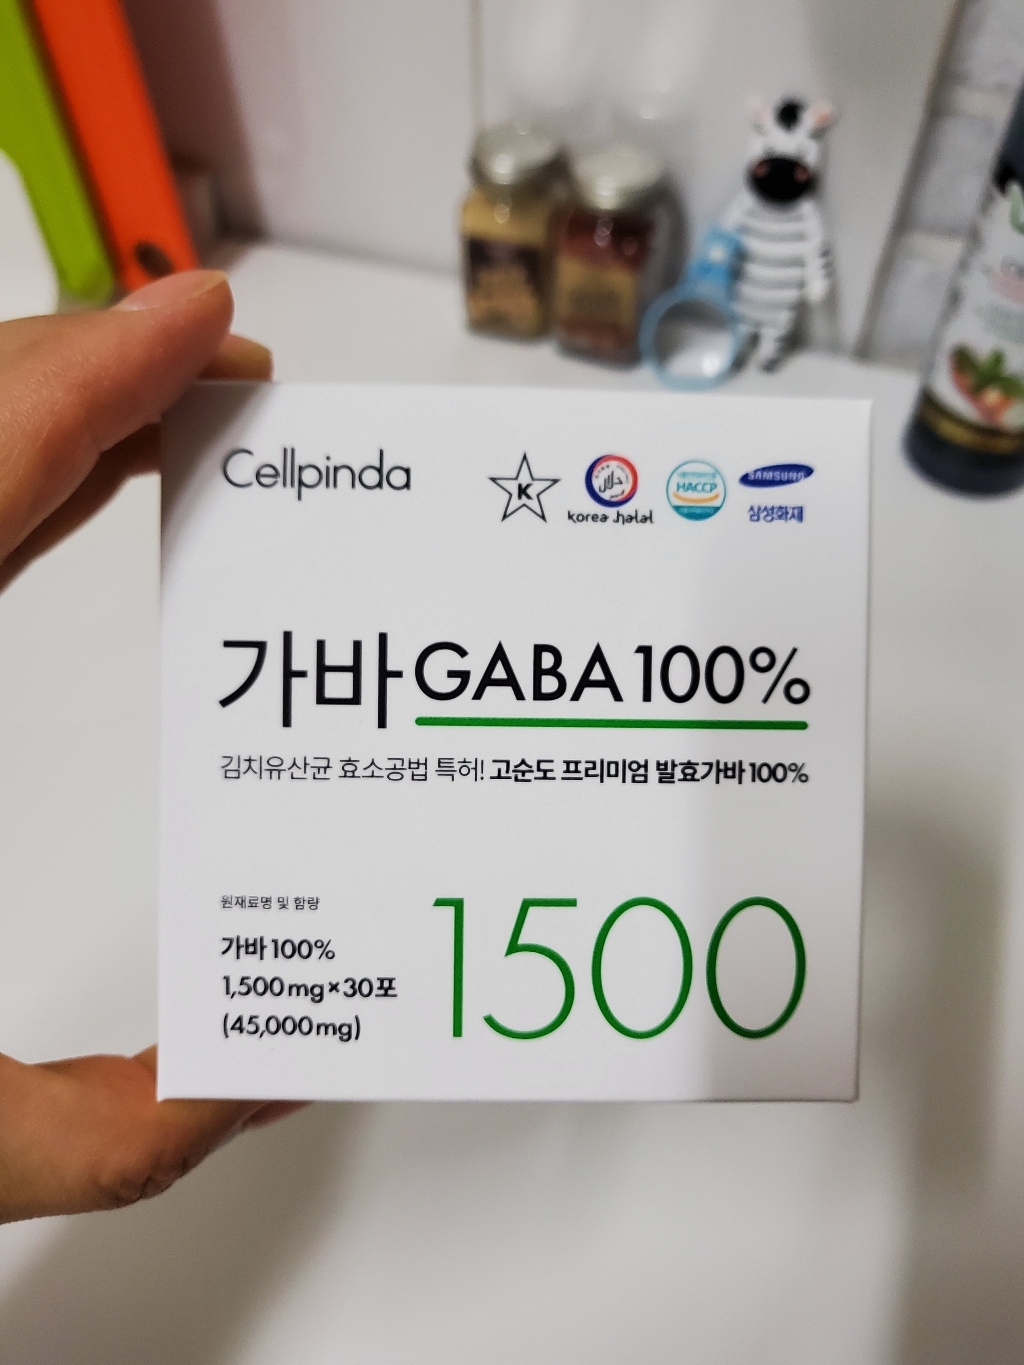 Cellpinda
K
korea halal
HACCP
SAMSUNG
삼성화재
가바 GABA 100%
김치유산균 효소공법 특허! 고순도 프리미엄 발효가바 100%
원재료명 및 함량
가바 100%
1,500mg×30포
(45,000mg)
1500